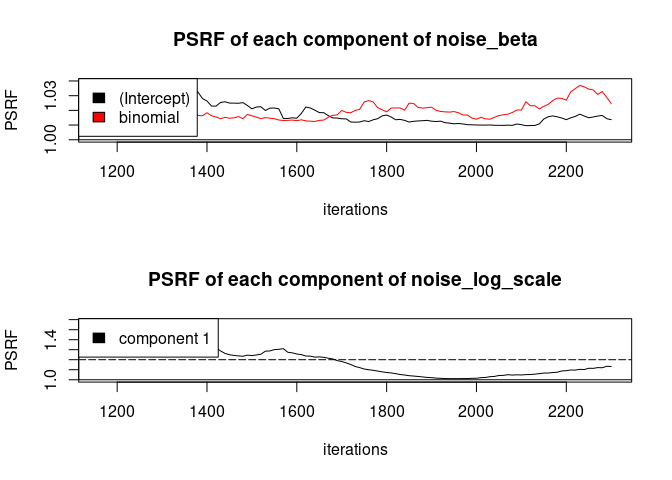 PSRF of each component of noise_beta
PSRF
1.00 1.03
(Intercept)
binomial
1200 1400 1600 1800 2000 2200
iterations
PSRF of each component of noise_log_scale
PSRF
1.0 1.4
component 1
1200 1400 1600 1800 2000 2200
iterations